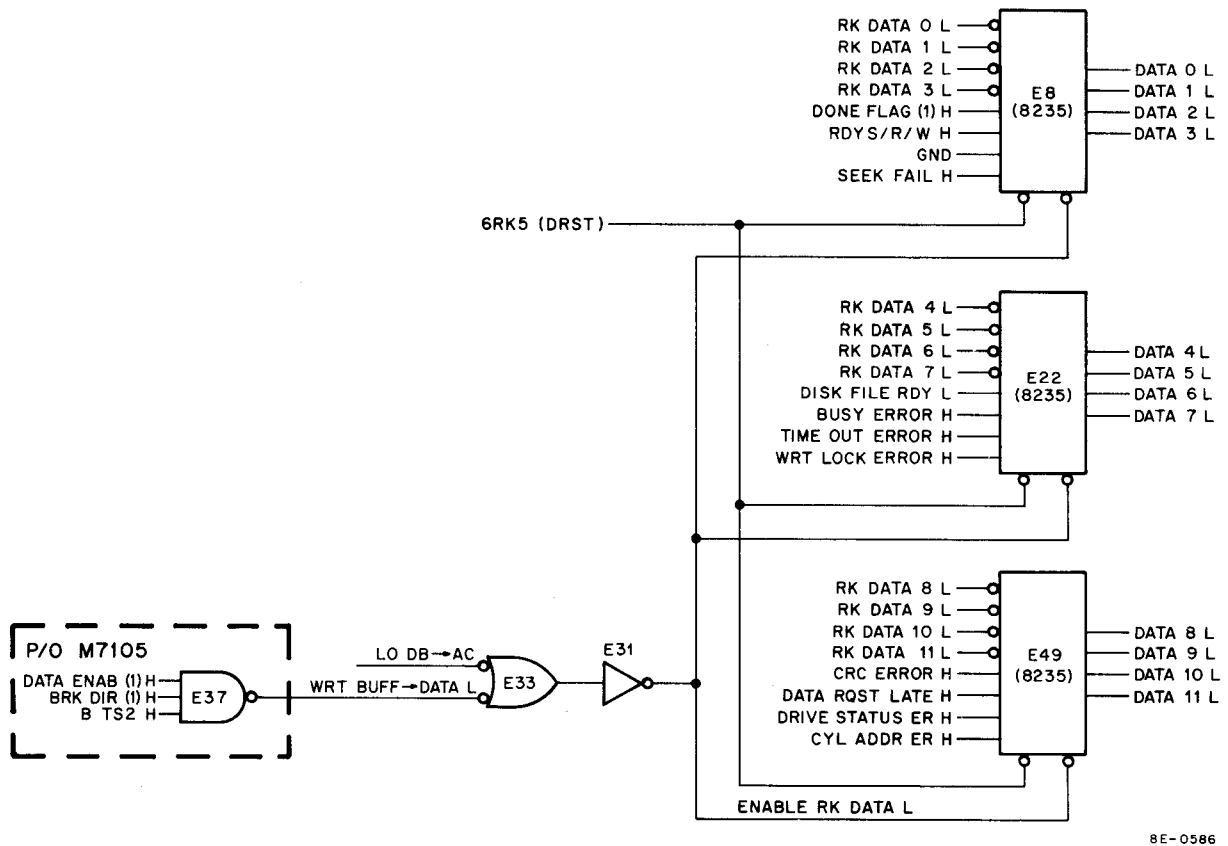 RK DATA 0 L
RK DATA 1 L
RK DATA 2 L
RK DATA 3 L
DONE FLAG (1) H
RDYS/R/W H
GND
SEEK FAIL H
E8
(8235)
DATA 0 L
DATA 1 L
DATA 2 L
DATA 3 L
6RK5 (DRST)
RK DATA 4 L
RK DATA 5 L
RK DATA 6 L
RK DATA 7 L
DISK FILE RDY L
BUSY ERROR H
TIME OUT ERROR H
WRT LOCK ERROR H
E22
(8235)
DATA 4 L
DATA 5 L
DATA 6 L
DATA 7 L
RK DATA 8 L
RK DATA 9 L
RK DATA 10 L
RK DATA 11 L
CRC ERROR H
DATA RQST LATE H
DRIVE STATUS ER H
CYL ADDR ER H
E49
(8235)
DATA 8 L
DATA 9 L
DATA 10 L
DATA 11 L
P/O M7105
DATA ENAB (1) H
BRK DIR (1) H
B TS2 H
E37
LO DB→AC
WRT BUFF→DATA L
E33
E31
ENABLE RK DATA L
8E-0586